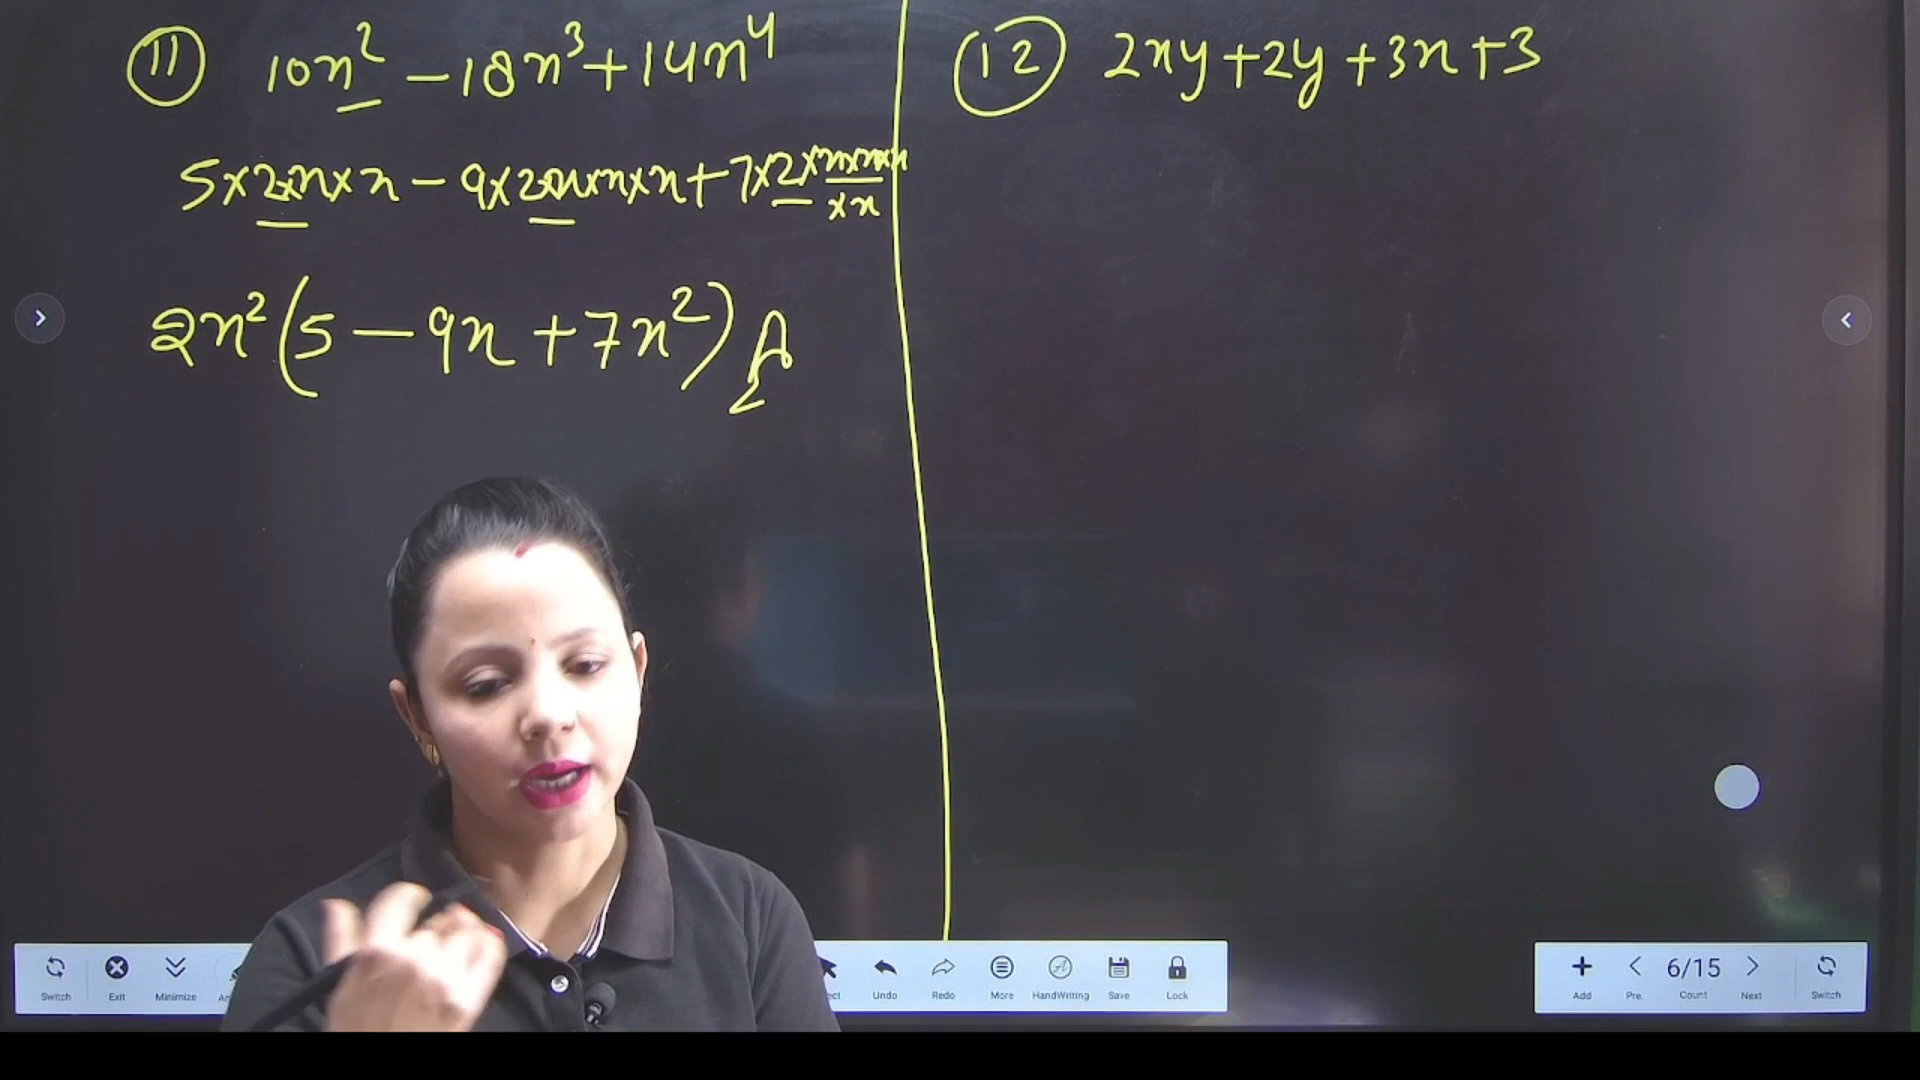 11 10x² - 18x³ + 14x⁴
5×2×x×x - 9×2×x×x×x + 7×2×x×x×x
×x
2x²(5 - 9x + 7x²) A
12 2xy + 2y + 3x + 3
Switch Exit Minimize
Undo Redo More HandWriting Save Lock
6/15
Add Pre. Count Next Switch